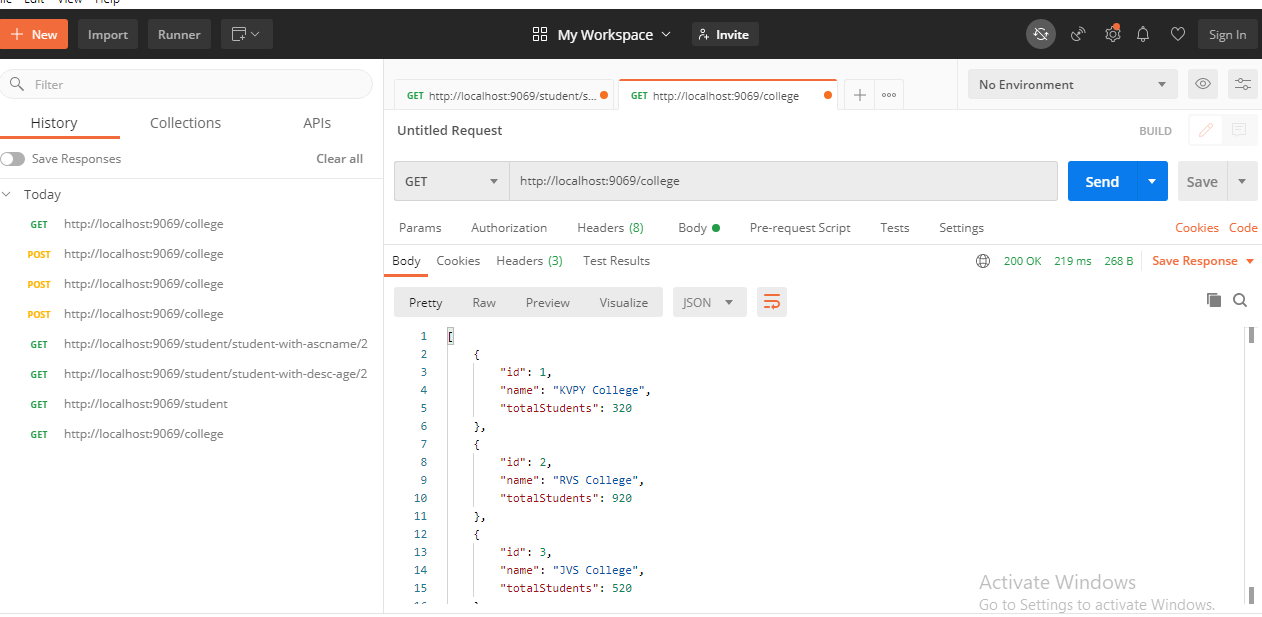 Edit View Help
New Import Runner My Workspace Invite Sign In
Filter
History Collections APIs
Save Responses Clear all
Today
GET http://localhost:9069/college
POST http://localhost:9069/college
POST http://localhost:9069/college
POST http://localhost:9069/college
GET http://localhost:9069/student/student-with-ascname/2
GET http://localhost:9069/student/student-with-desc-age/2
GET http://localhost:9069/student
GET http://localhost:9069/college
GET http://localhost:9069/student/s... GET http://localhost:9069/college No Environment
Untitled Request BUILD
GET http://localhost:9069/college Send Save
Params Authorization Headers (8) Body Pre-request Script Tests Settings Cookies Code
Body Cookies Headers (3) Test Results 200 OK 219 ms 268 B Save Response
Pretty Raw Preview Visualize JSON
1 [
2 {
3 "id": 1,
4 "name": "KVPY College",
5 "totalStudents": 320
6 },
7 {
8 "id": 2,
9 "name": "RVS College",
10 "totalStudents": 920
11 },
12 {
13 "id": 3,
14 "name": "JVS College",
15 "totalStudents": 520
Activate Windows
Go to Settings to activate Windows.